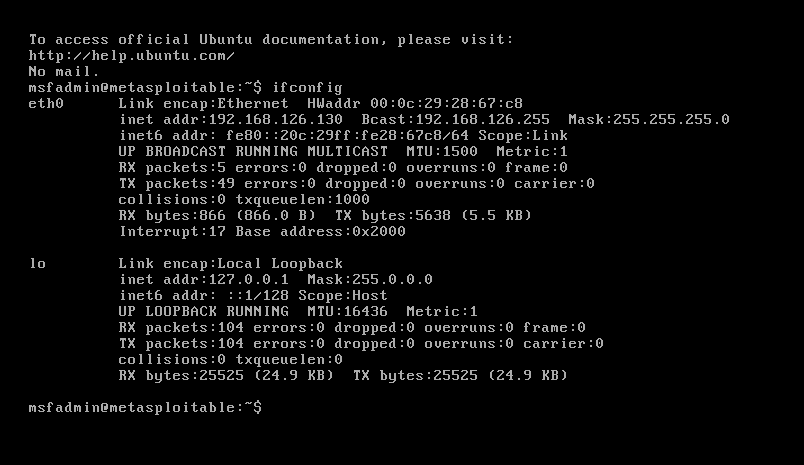 To access official Ubuntu documentation, please visit:
http://help.ubuntu.com/
No mail.
msfadmin@metasploitable:~$ ifconfig
eth0      Link encap:Ethernet  HWaddr 00:0c:29:28:67:c8
          inet addr:192.168.126.130  Bcast:192.168.126.255  Mask:255.255.255.0
          inet6 addr: fe80::20c:29ff:fe28:67c8/64 Scope:Link
          UP BROADCAST RUNNING MULTICAST  MTU:1500  Metric:1
          RX packets:5 errors:0 dropped:0 overruns:0 frame:0
          TX packets:49 errors:0 dropped:0 overruns:0 carrier:0
          collisions:0 txqueuelen:1000
          RX bytes:866 (866.0 B)  TX bytes:5638 (5.5 KB)
          Interrupt:17 Base address:0x2000

lo        Link encap:Local Loopback
          inet addr:127.0.0.1  Mask:255.0.0.0
          inet6 addr: ::1/128 Scope:Host
          UP LOOPBACK RUNNING  MTU:16436  Metric:1
          RX packets:104 errors:0 dropped:0 overruns:0 frame:0
          TX packets:104 errors:0 dropped:0 overruns:0 carrier:0
          collisions:0 txqueuelen:0
          RX bytes:25525 (24.9 KB)  TX bytes:25525 (24.9 KB)

msfadmin@metasploitable:~$